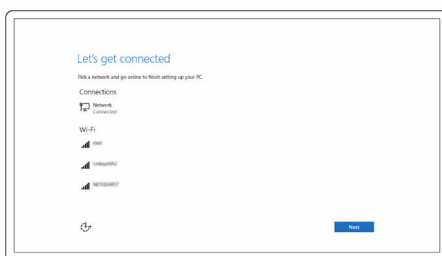 Let's get connected
Pick a network and go online to finish setting up your PC.
Connections
Network
Connected
Wi-Fi
Next